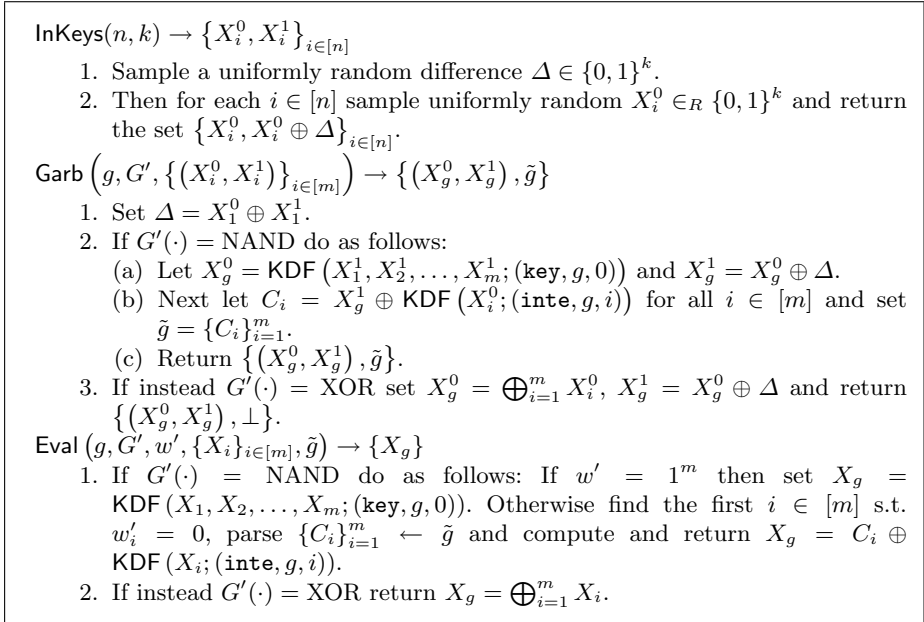 InKeys(n, k) → {X_i^0, X_i^1}_{i∈[n]}
1. Sample a uniformly random difference Δ ∈ {0, 1}^k.
2. Then for each i ∈ [n] sample uniformly random X_i^0 ∈_R {0, 1}^k and return
the set {X_i^0, X_i^0 ⊕ Δ}_{i∈[n]}.
Garb (g, G′, {(X_i^0, X_i^1)}_{i∈[m]}) → {(X_g^0, X_g^1), g̃}
1. Set Δ = X_1^0 ⊕ X_1^1.
2. If G′(·) = NAND do as follows:
(a) Let X_g^0 = KDF (X_1^1, X_2^1, . . . , X_m^1; (key, g, 0)) and X_g^1 = X_g^0 ⊕ Δ.
(b) Next let C_i = X_g^1 ⊕ KDF (X_i^0; (inte, g, i)) for all i ∈ [m] and set
g̃ = {C_i}_{i=1}^m.
(c) Return {(X_g^0, X_g^1), g̃}.
3. If instead G′(·) = XOR set X_g^0 = ⊕_{i=1}^m X_i^0, X_g^1 = X_g^0 ⊕ Δ and return
{(X_g^0, X_g^1), ⊥}.
Eval (g, G′, w′, {X_i}_{i∈[m]}, g̃) → {X_g}
1. If G′(·) = NAND do as follows: If w′ = 1^m then set X_g =
KDF (X_1, X_2, . . . , X_m; (key, g, 0)). Otherwise find the first i ∈ [m] s.t.
w′_i = 0, parse {C_i}_{i=1}^m ← g̃ and compute and return X_g = C_i ⊕
KDF (X_i; (inte, g, i)).
2. If instead G′(·) = XOR return X_g = ⊕_{i=1}^m X_i.